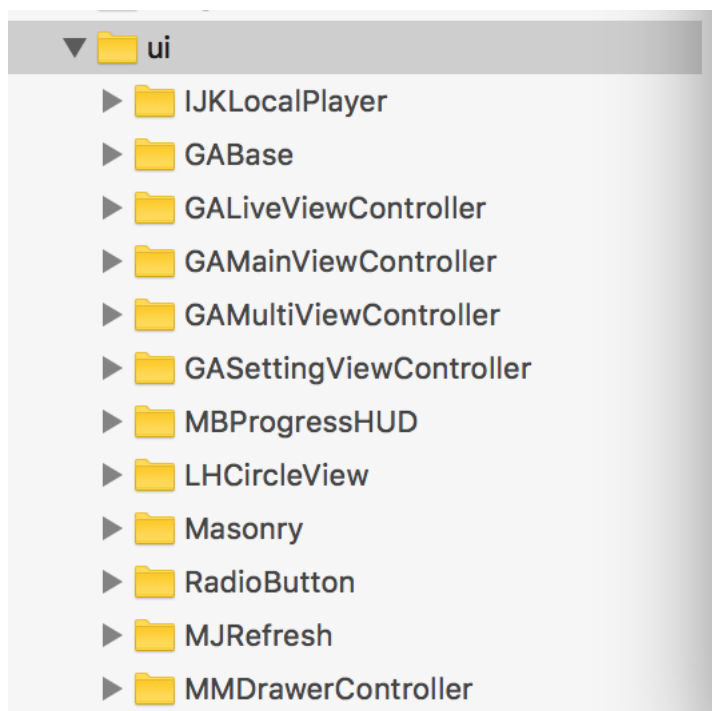 ui
IJKLocalPlayer
GABase
GALiveViewController
GAMainViewController
GAMultiViewController
GASettingViewController
MBProgressHUD
LHCircleView
Masonry
RadioButton
MJRefresh
MMDrawerController